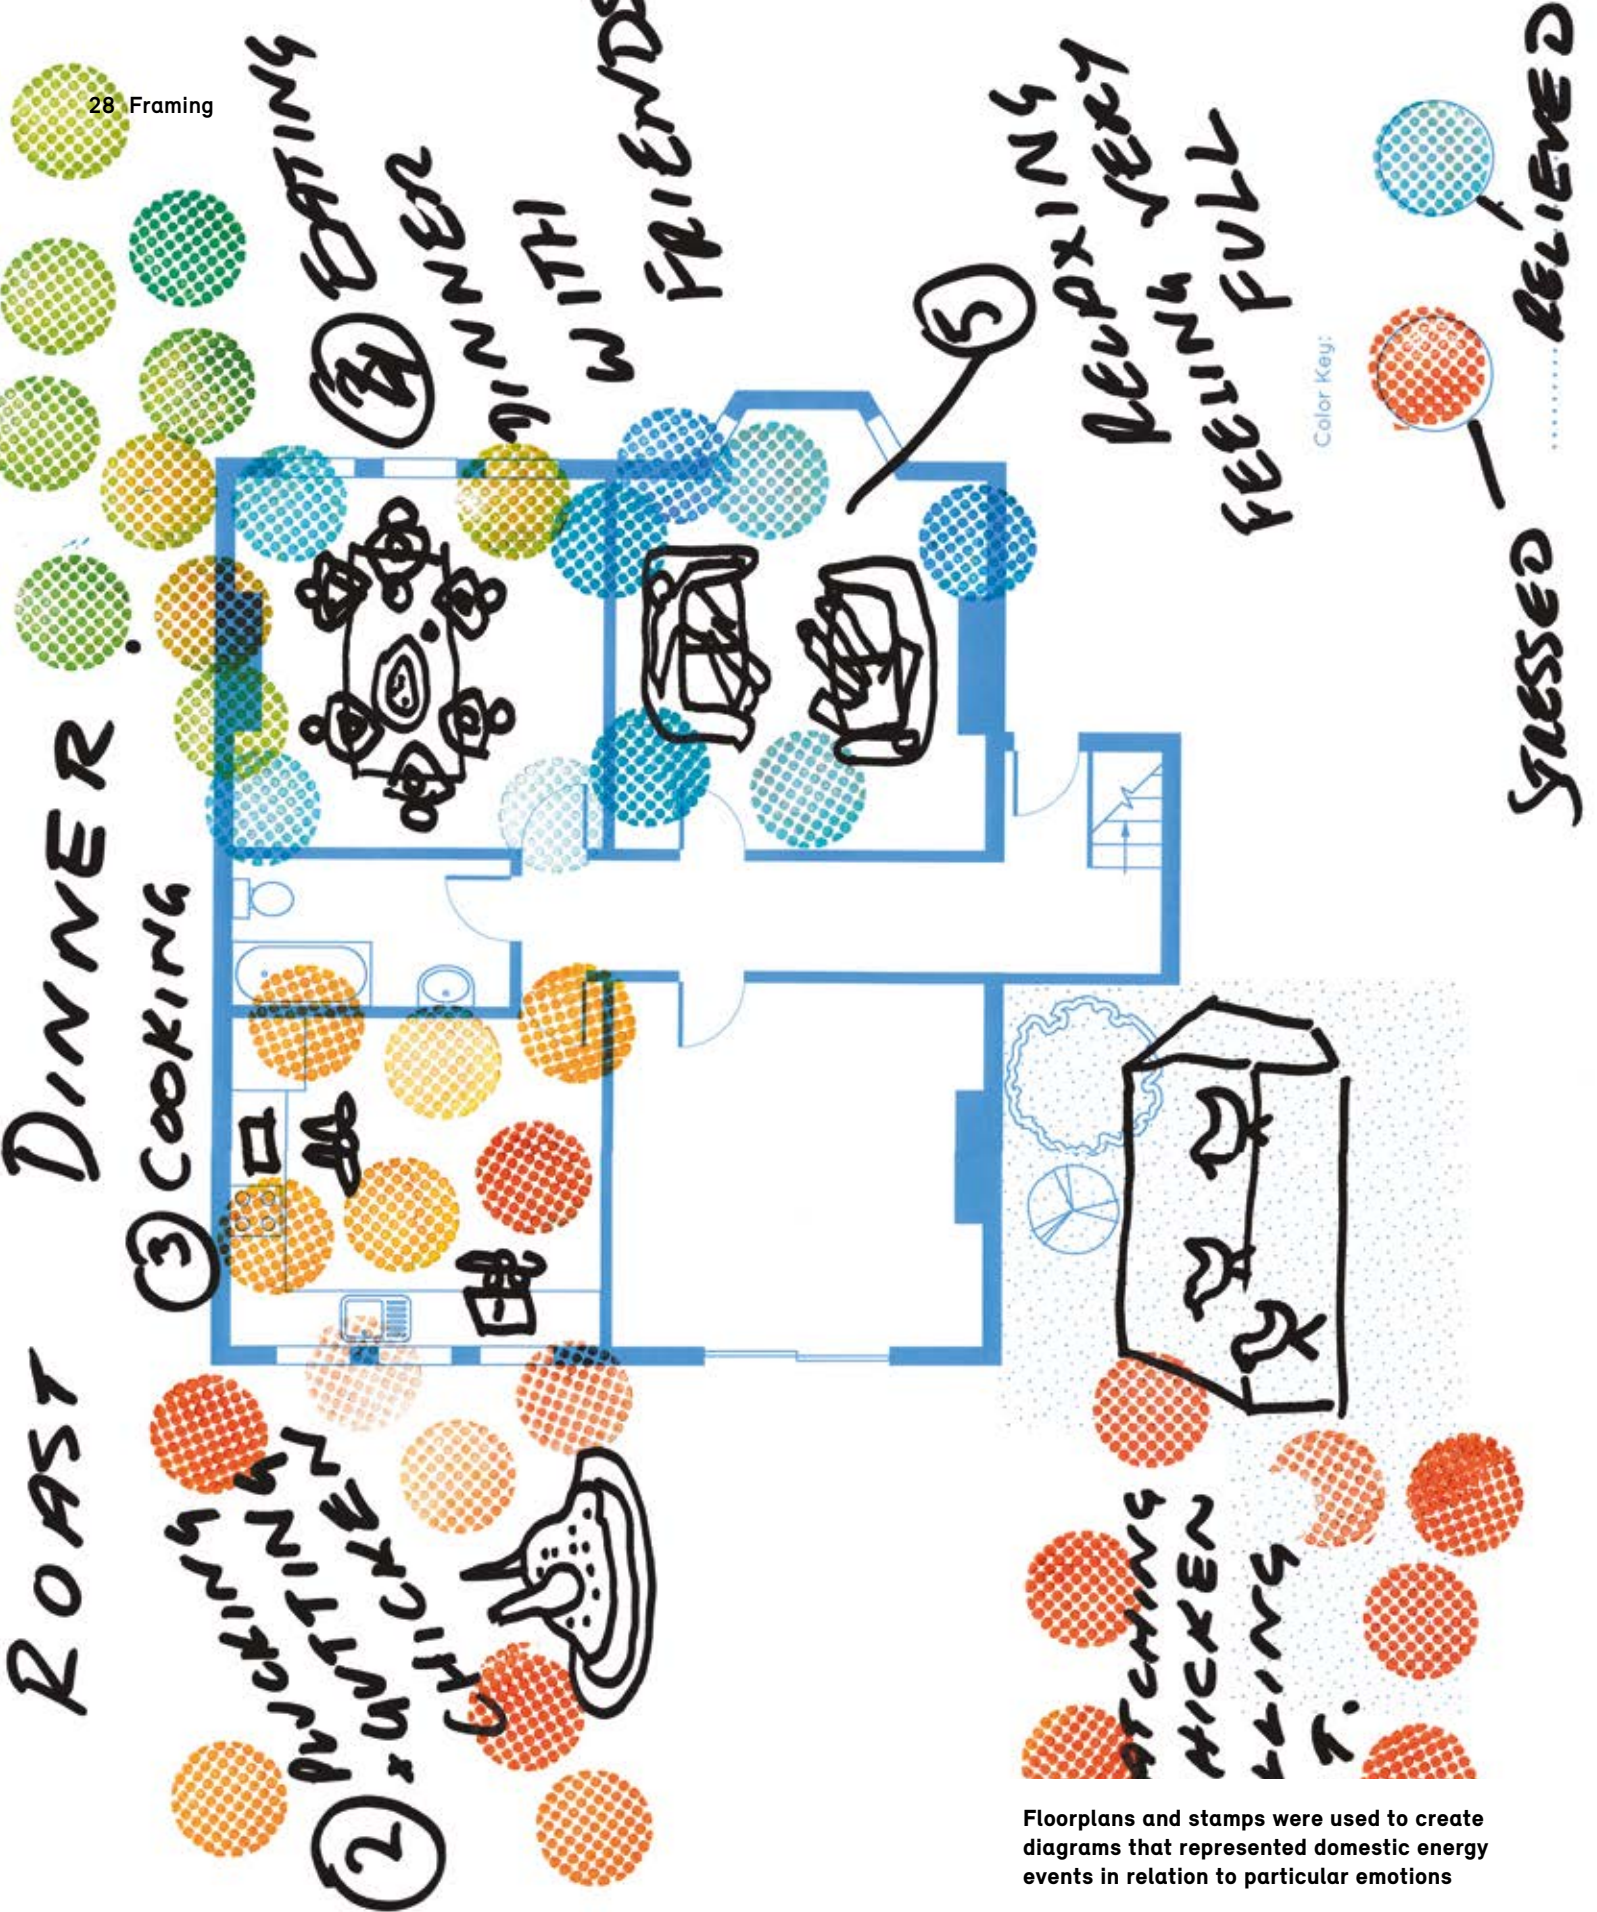 28 Framing
ROAST DINNER.
2 PUCKING
x GUTTING
CHICKEN
3 COOKING
4 EATING
DINNER
WITH
FRIENDS
5
RELAXING
FEELING VERY
FULL
Color Key:
STRESSED
RELIEVED
Floorplans and stamps were used to create
diagrams that represented domestic energy
events in relation to particular emotions